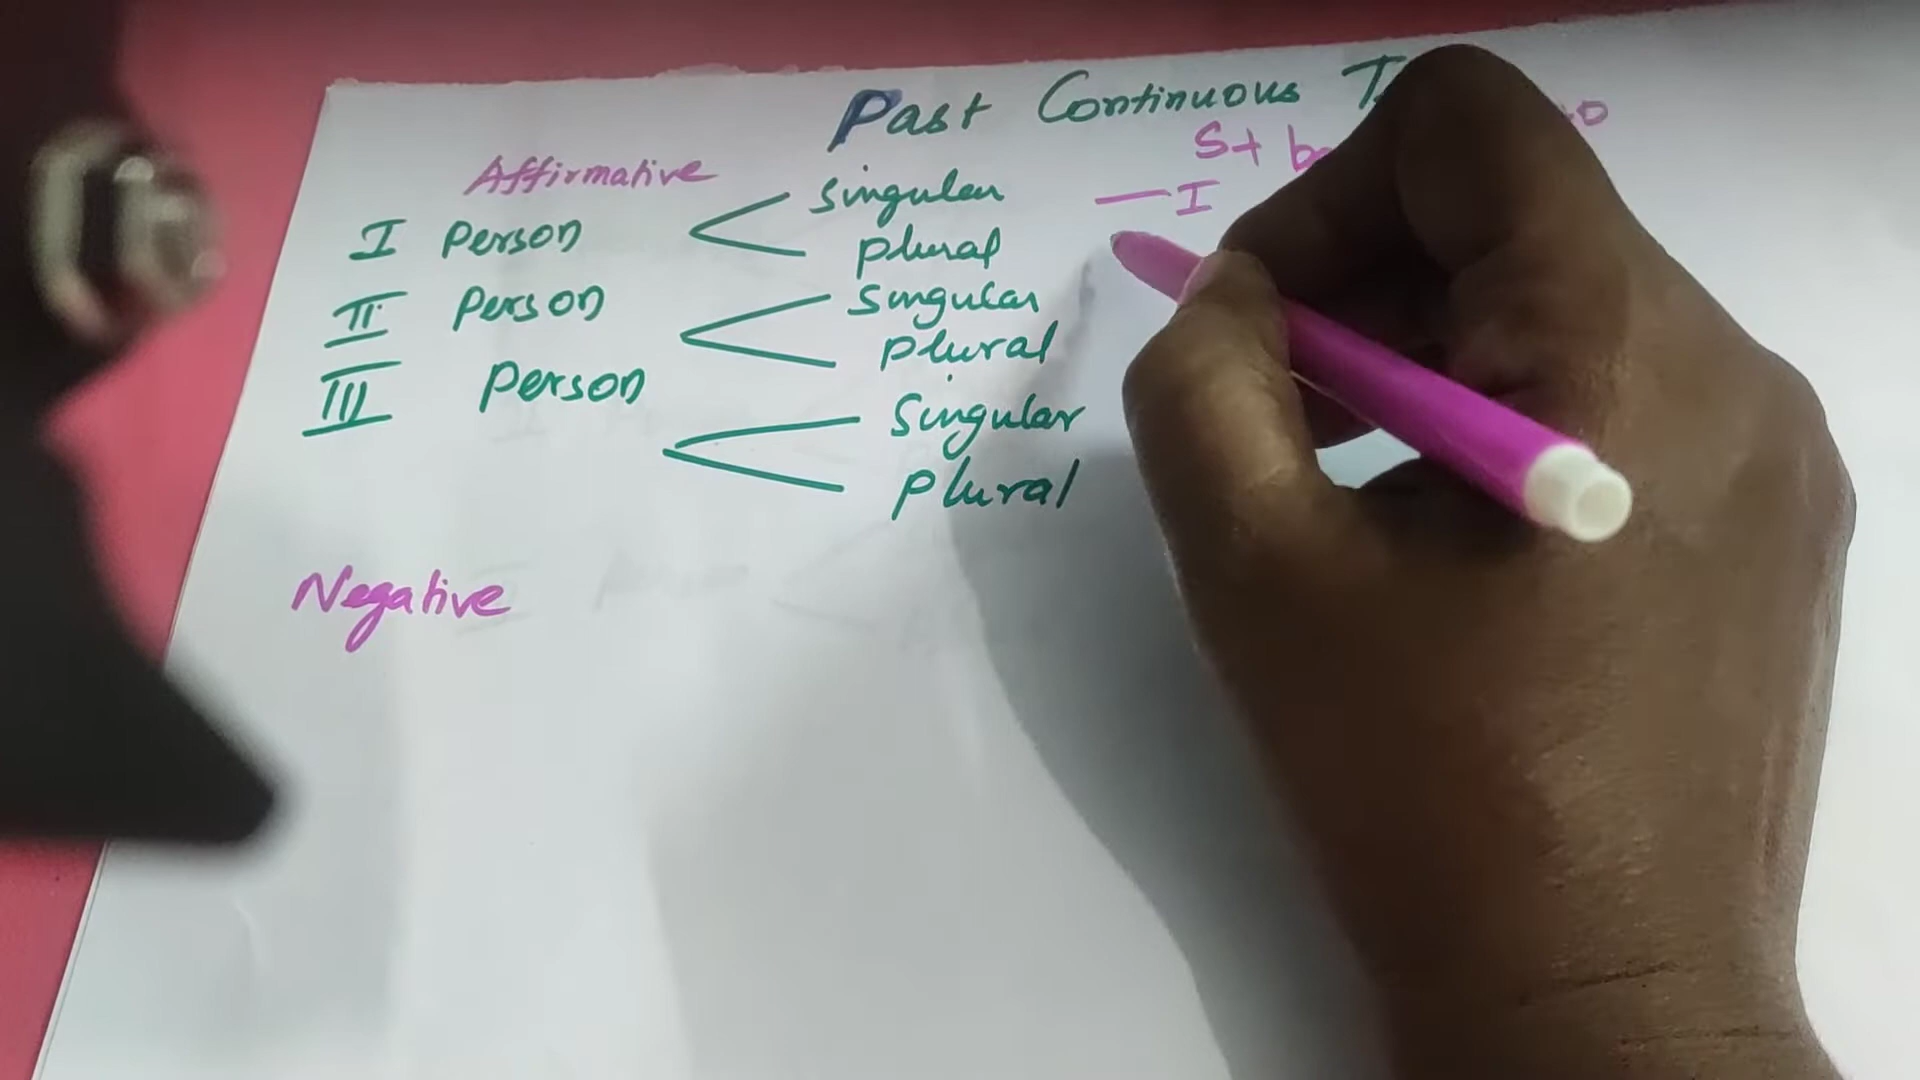 Past Continuous
S+
Affirmative
I Person < Singular — I
Plural
II Person < Singular
Plural
III Person < Singular
Plural
Negative